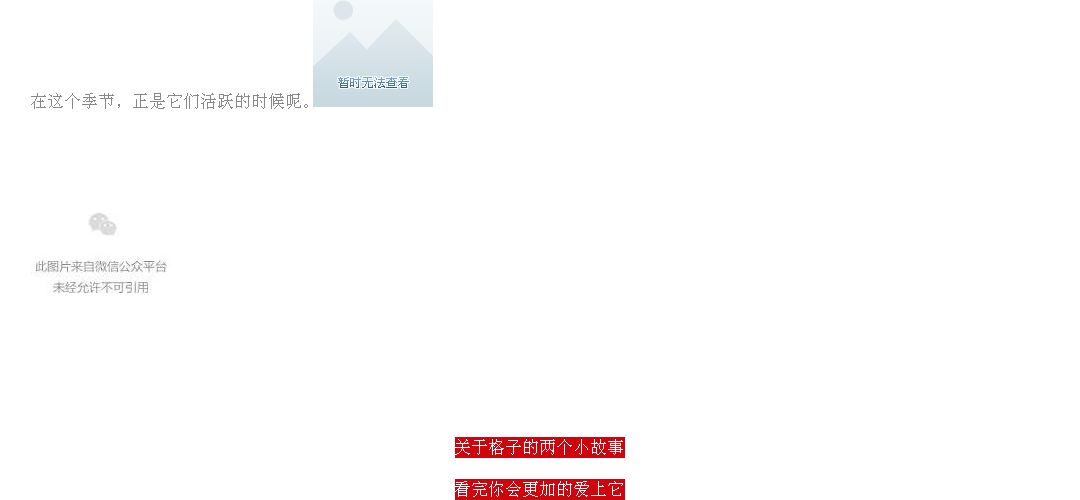 暂时无法查看
在这个季节，正是它们活跃的时候呢。
此图片来自微信公众平台
未经允许不可引用
关于格子的两个小故事
看完你会更加的爱上它